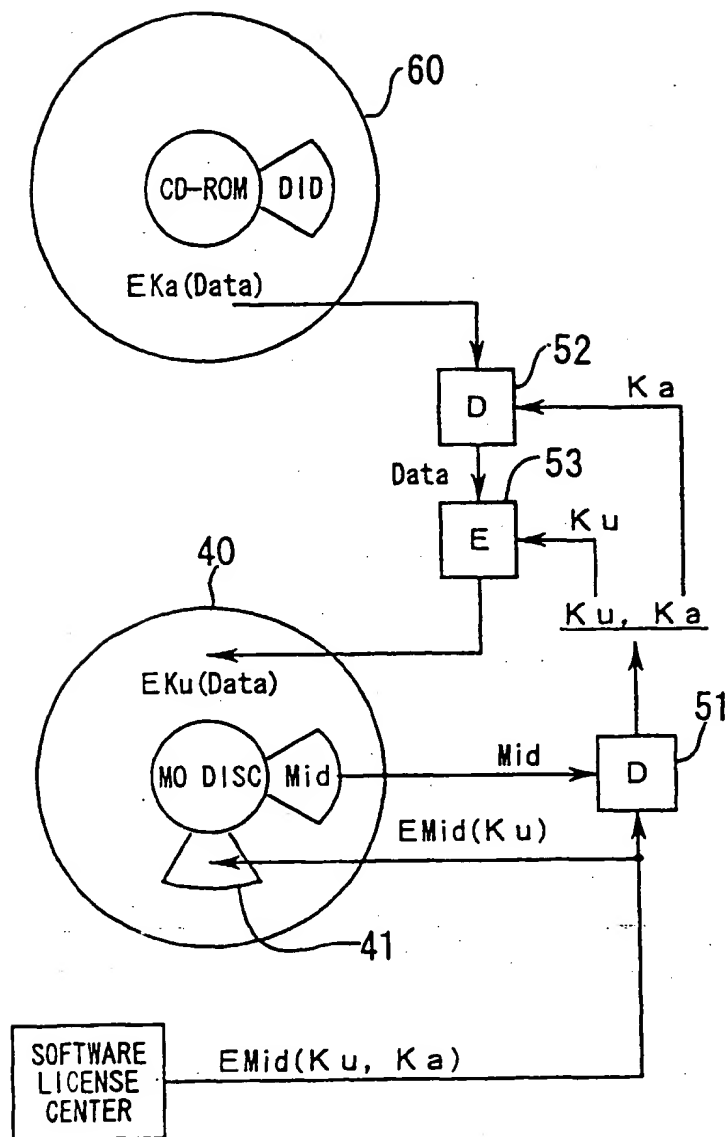 60
CD-ROM
DID
EKa(Data)
52
Ka
D
Data
53
Ku
E
40
Ku, Ka
EKu(Data)
51
Mid
D
MO DISC
Mid
EMid(Ku)
41
SOFTWARE
LICENSE
CENTER
EMid(Ku, Ka)